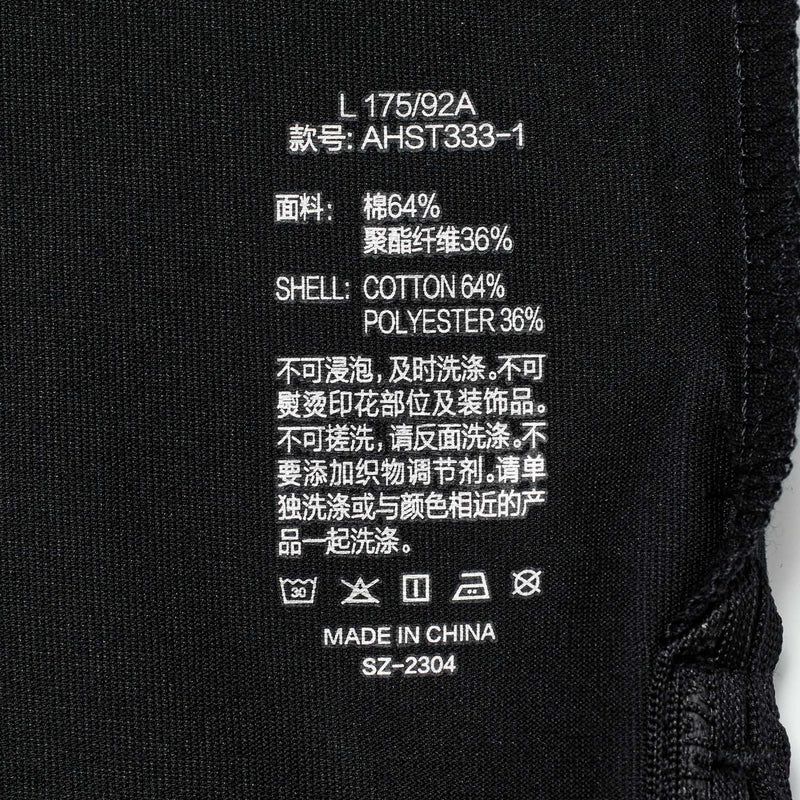 L 175/92A
款号: AHST333-1
面料: 棉64%
聚酯纤维36%
SHELL: COTTON 64%
POLYESTER 36%
不可浸泡,及时洗涤。不可
熨烫印花部位及装饰品。
不可搓洗,请反面洗涤。不
要添加织物调节剂。请单
独洗涤或与颜色相近的产
品一起洗涤。
30
MADE IN CHINA
SZ-2304